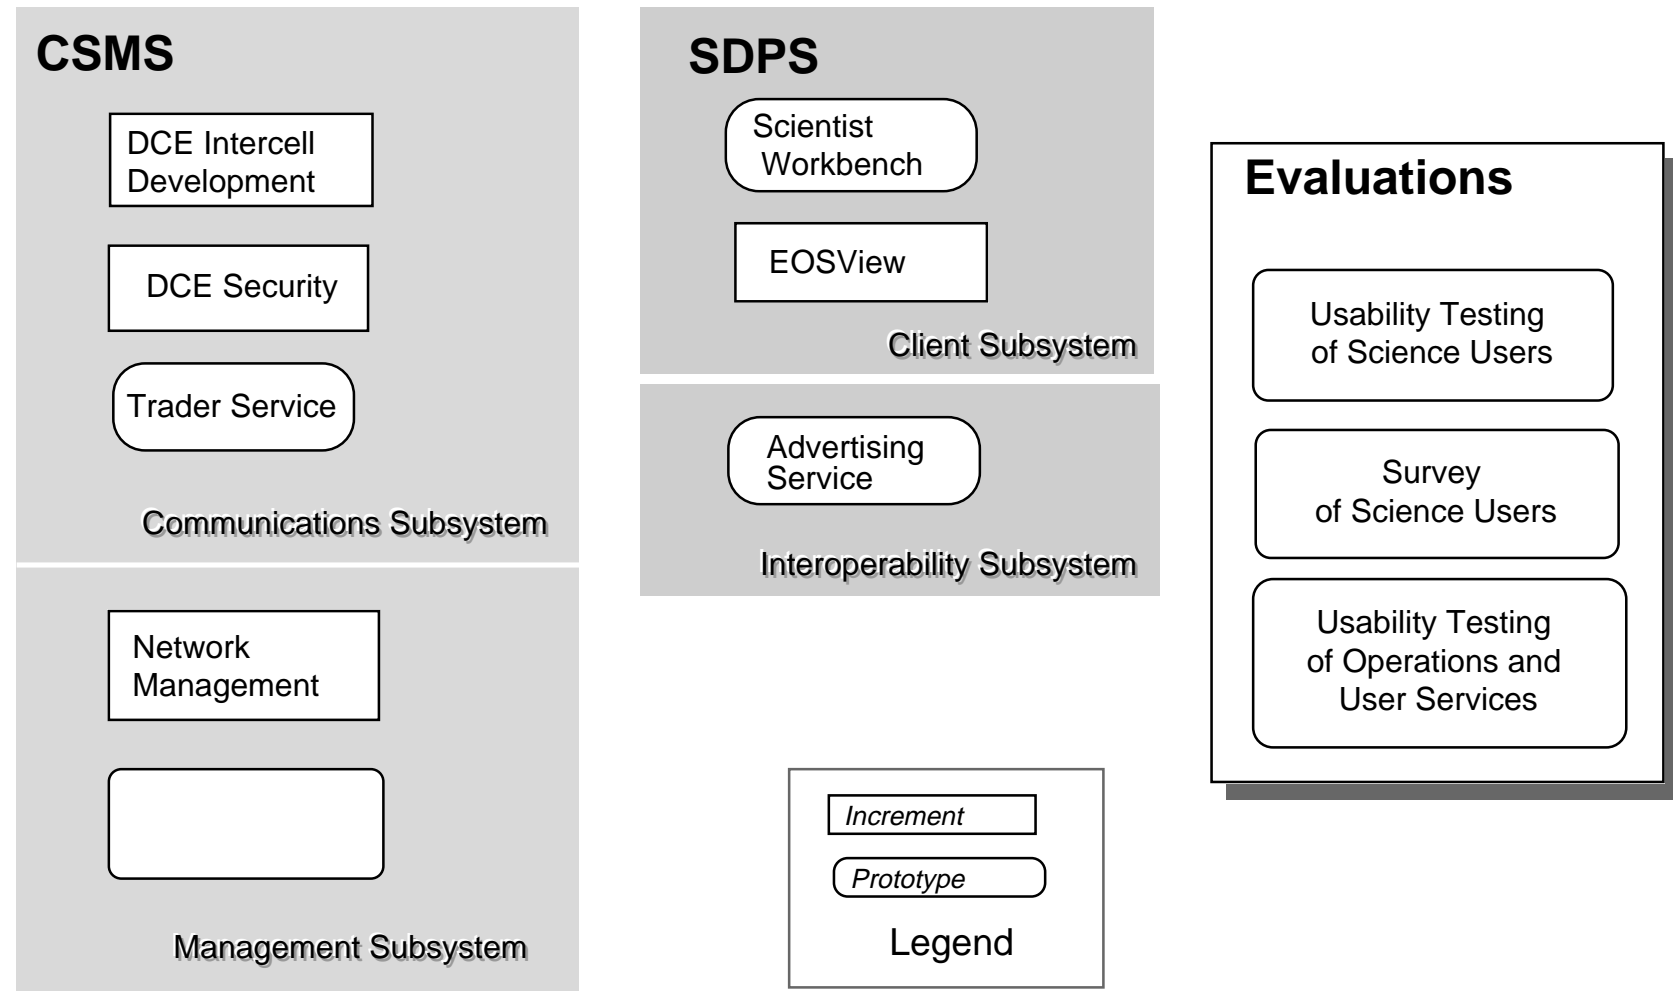 CSMS
DCE Intercell
Development
DCE Security
Trader Service
Communications Subsystem
Network
Management
Management Subsystem
SDPS
Scientist
Workbench
EOSView
Client Subsystem
Advertising
Service
Interoperability Subsystem
Increment
Prototype
Legend
Evaluations
Usability Testing
of Science Users
Survey
of Science Users
Usability Testing
of Operations and
User Services